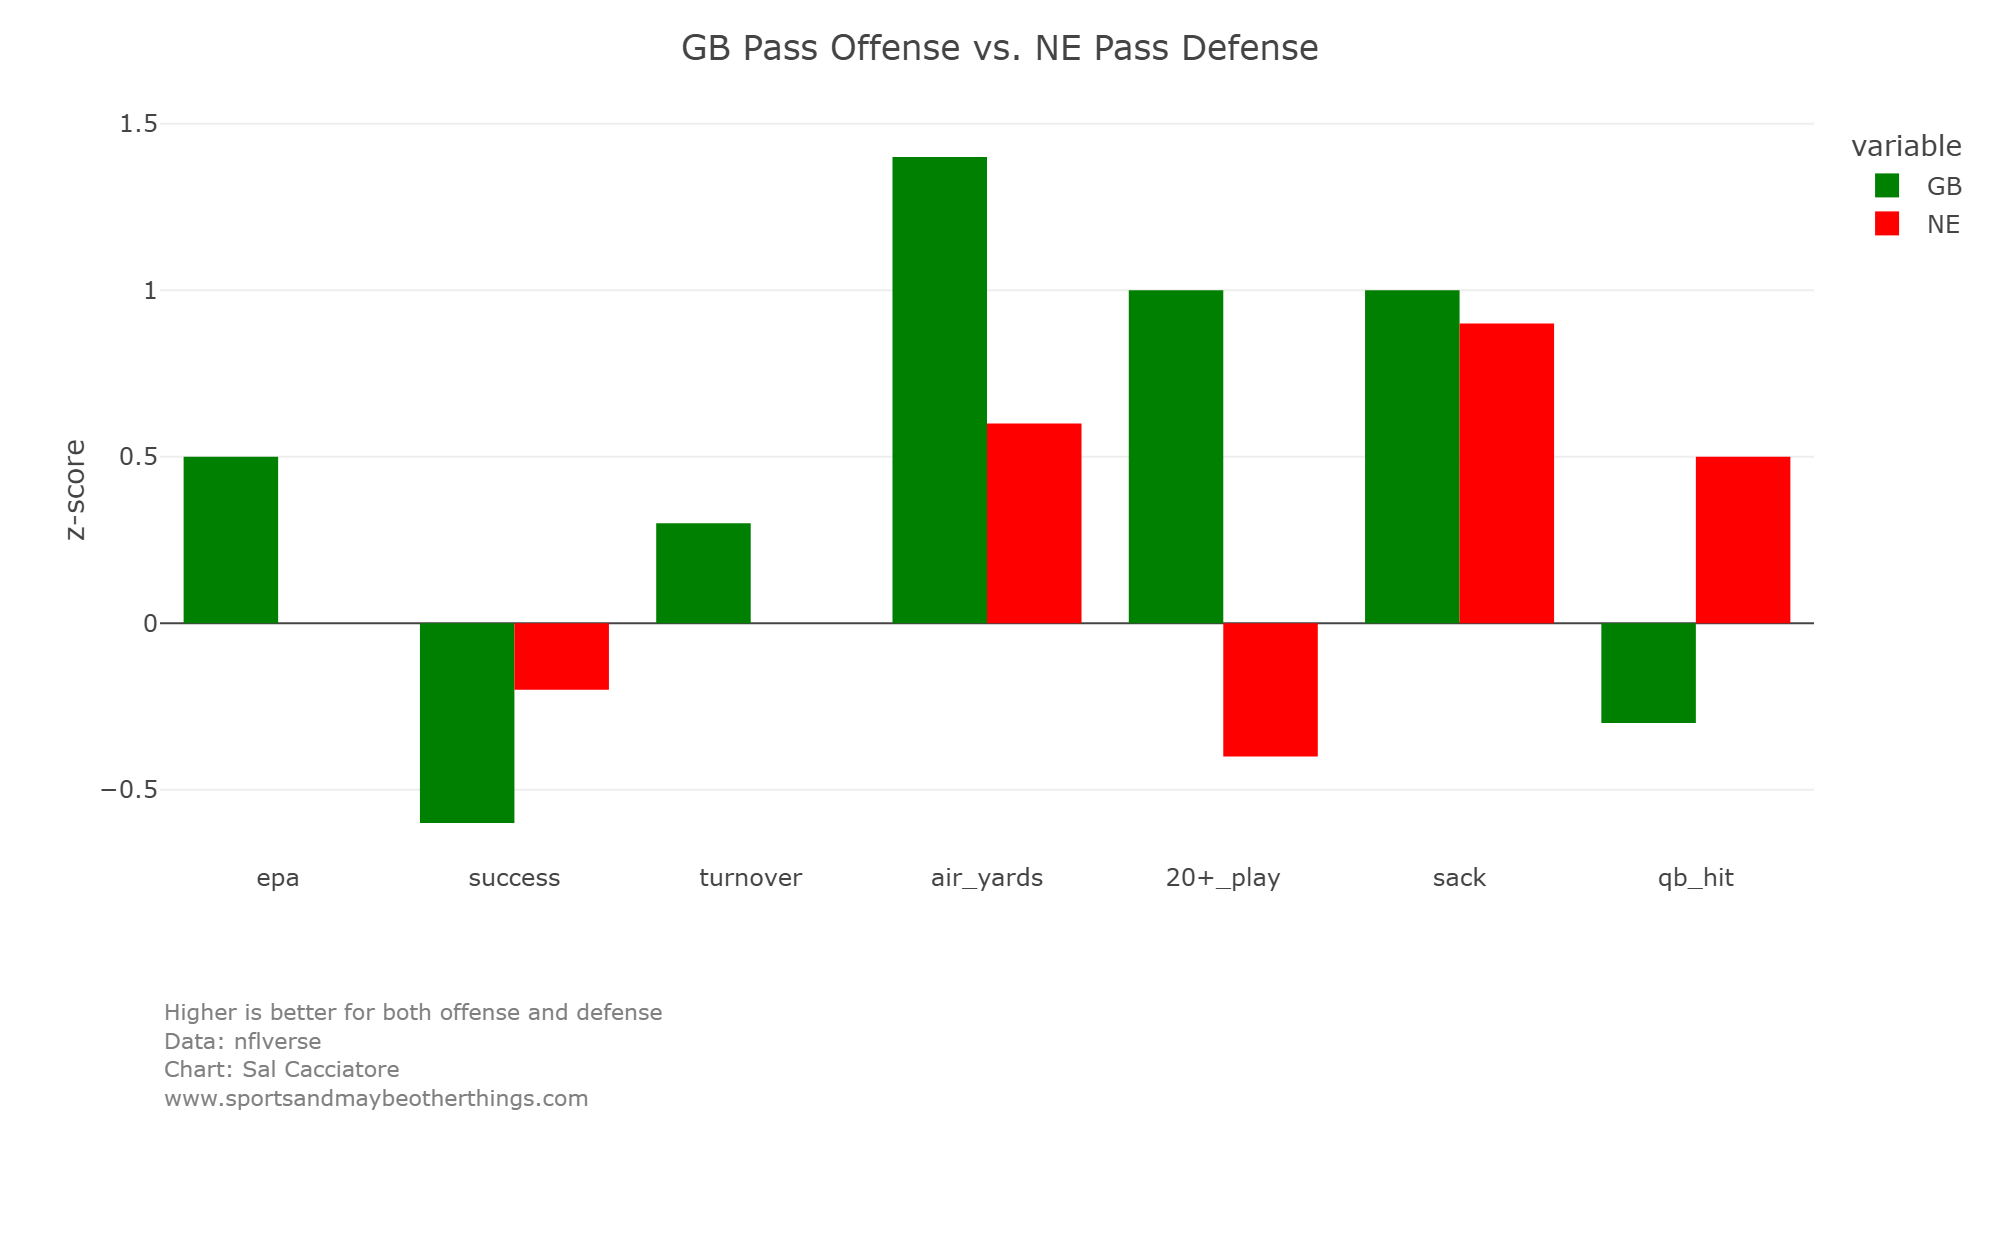 GB Pass Offense vs. NE Pass Defense
1.5
1
0.5
0
−0.5
z-score
variable
GB
NE
epa
success
turnover
air_yards
20+_play
sack
qb_hit
Higher is better for both offense and defense
Data: nflverse
Chart: Sal Cacciatore
www.sportsandmaybeotherthings.com